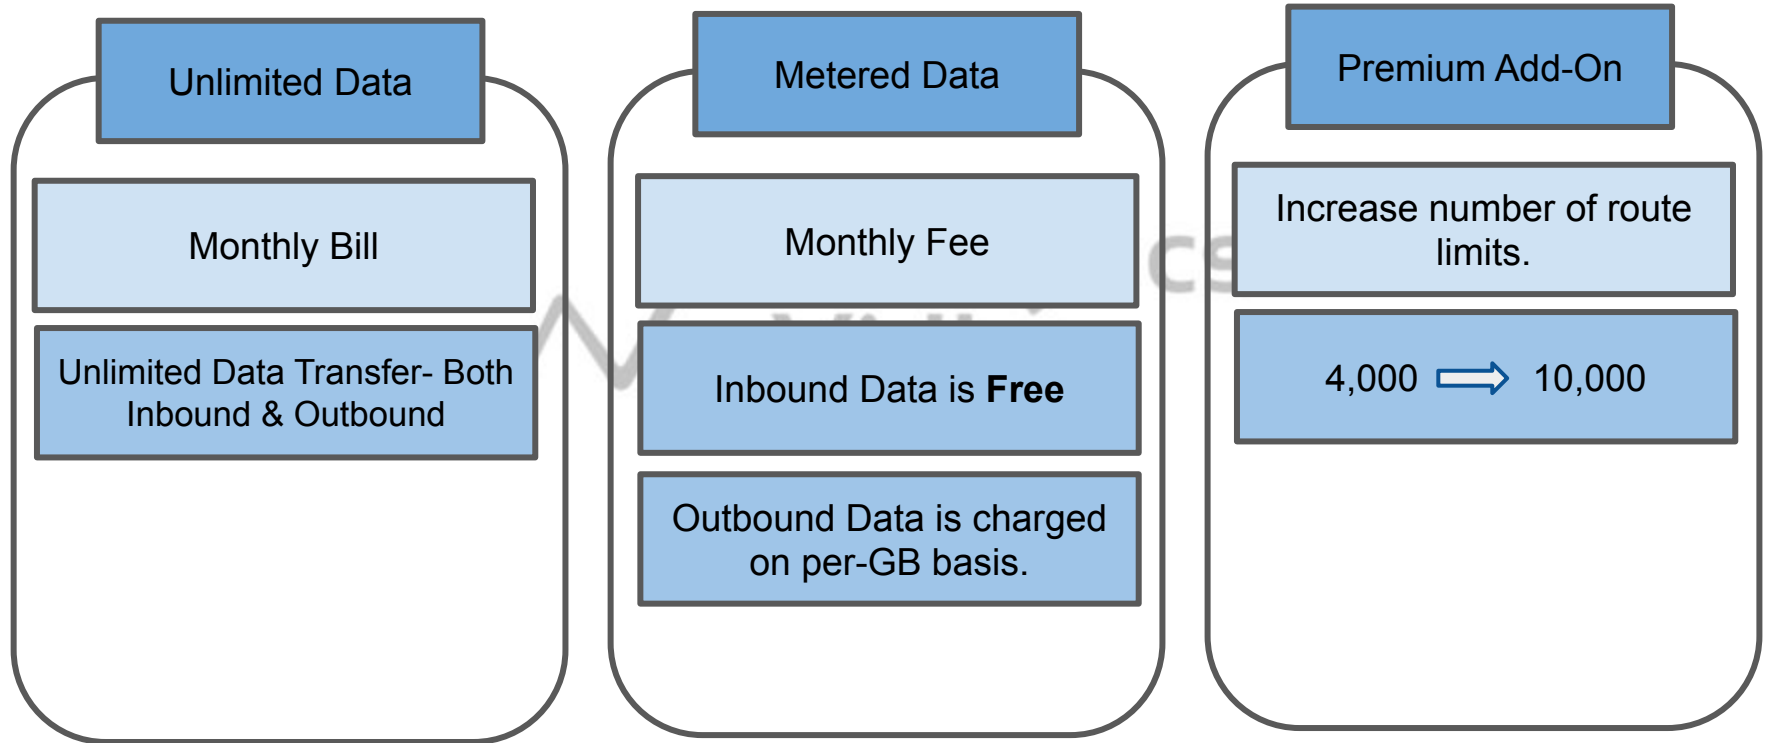 Unlimited Data
Monthly Bill
Unlimited Data Transfer- Both
Inbound & Outbound
Metered Data
Monthly Fee
Inbound Data is Free
Outbound Data is charged
on per-GB basis.
Premium Add-On
Increase number of route
limits.
4,000 10,000